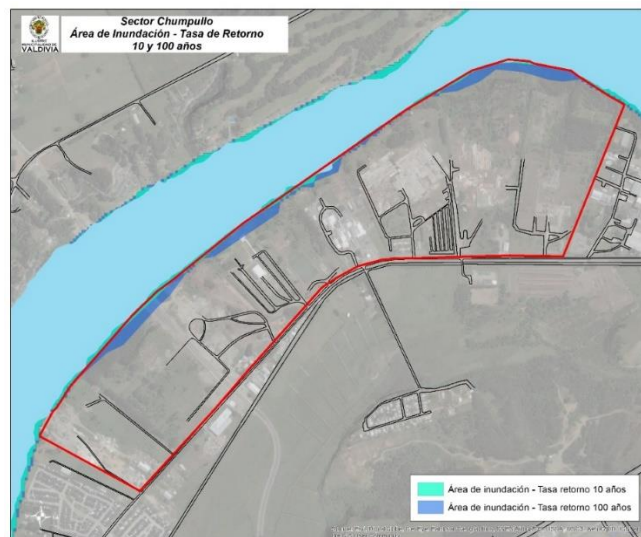 Sector Chumpullo
Área de Inundación - Tasa de Retorno
10 y 100 años
VALDIVIA
Área de inundación - Tasa retorno 10 años
Área de inundación - Tasa retorno 100 años